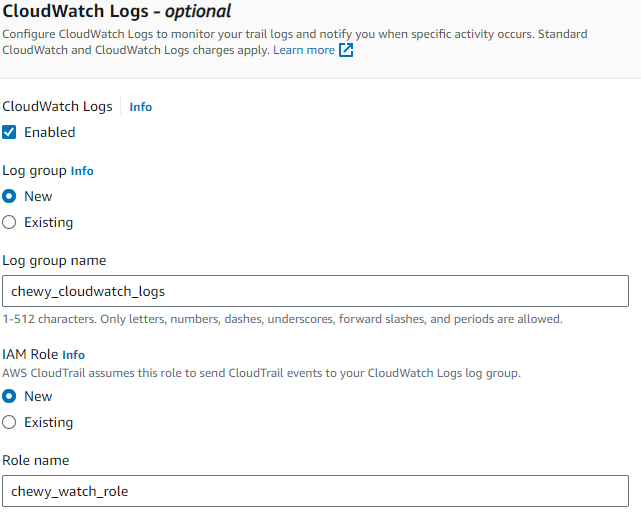 CloudWatch Logs - optional
Configure CloudWatch Logs to monitor your trail logs and notify you when specific activity occurs. Standard
CloudWatch and CloudWatch Logs charges apply. Learn more
CloudWatch Logs Info
Enabled
Log group Info
New
Existing
Log group name
chewy_cloudwatch_logs
1-512 characters. Only letters, numbers, dashes, underscores, forward slashes, and periods are allowed.
IAM Role Info
AWS CloudTrail assumes this role to send CloudTrail events to your CloudWatch Logs log group.
New
Existing
Role name
chewy_watch_role